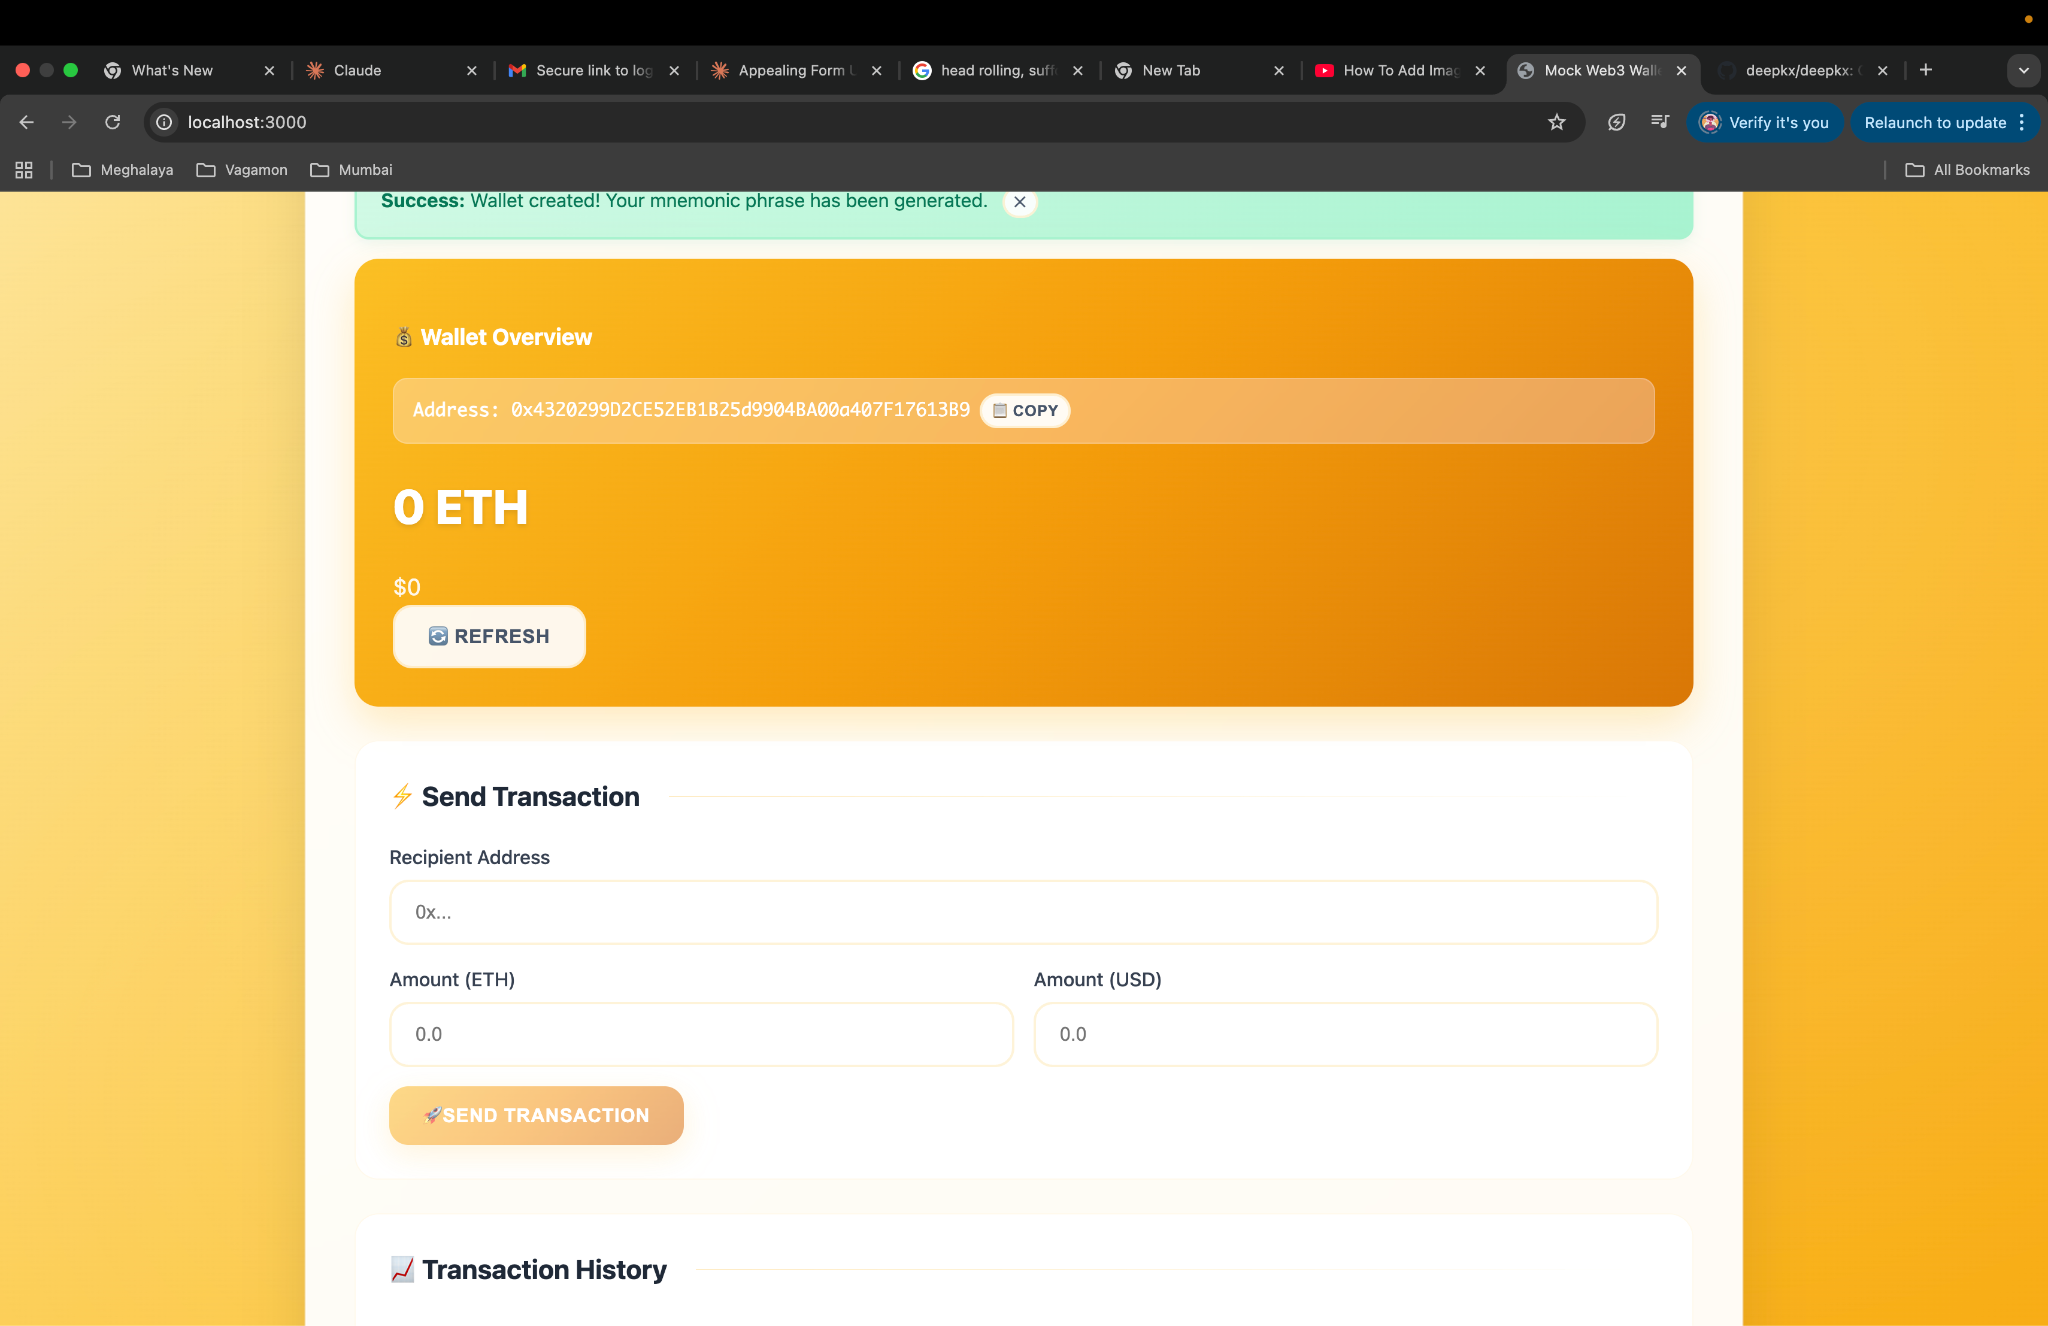 What's New
Claude
Secure link to log
Appealing Form
head rolling, suff
New Tab
How To Add Imag
Mock Web3 Wall
deepkx/deepkx:
localhost:3000
Verify it's you
Relaunch to update
Meghalaya
Vagamon
Mumbai
All Bookmarks
Success: Wallet created! Your mnemonic phrase has been generated.
💰 Wallet Overview
Address: 0x4320299D2CE52EB1B25d9904BA00a407F17613B9
📋 COPY
0 ETH
$0
🔄 REFRESH
⚡ Send Transaction
Recipient Address
0x...
Amount (ETH)
Amount (USD)
0.0
0.0
🚀SEND TRANSACTION
📈 Transaction History